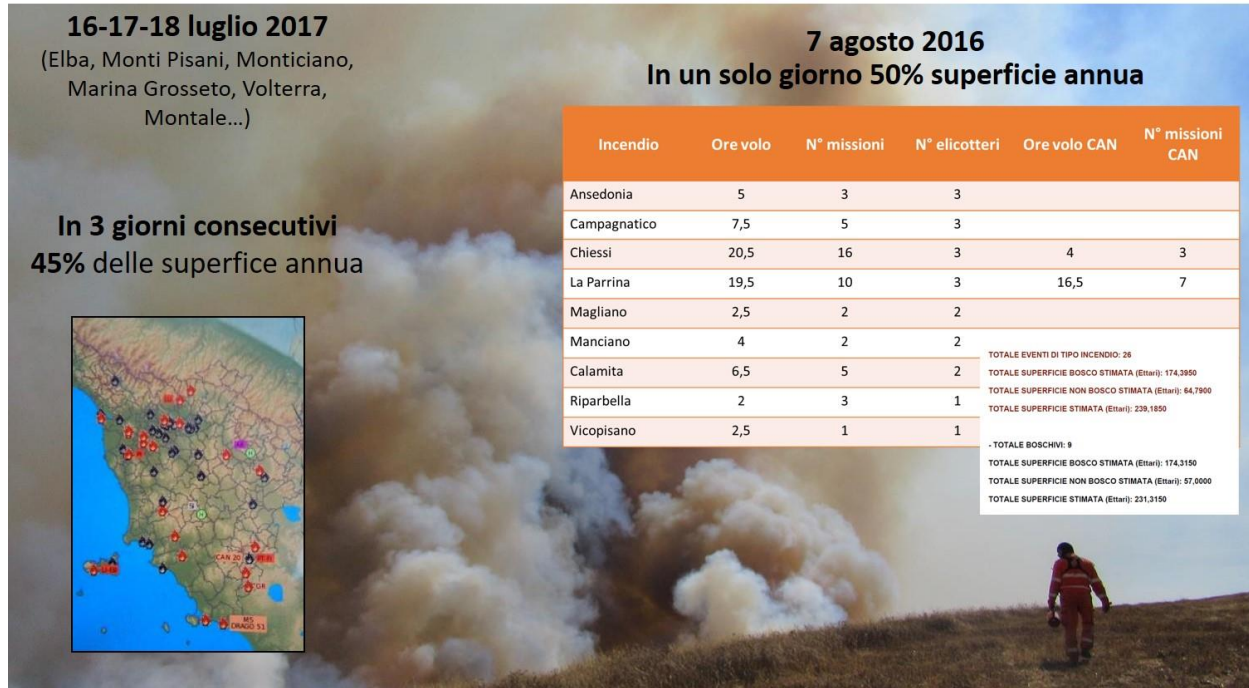 16-17-18 luglio 2017
(Elba, Monti Pisani, Monticiano,
Marina Grosseto, Volterra,
Montale...)
In 3 giorni consecutivi
45% delle superfice annua
CAN 20
COR
M5
DRAGO 51
7 agosto 2016
In un solo giorno 50% superficie annua
Incendio Ore volo N° missioni N° elicotteri Ore volo CAN N° missioni CAN
Ansedonia 5 3 3
Campagnatico 7,5 5 3
Chiessi 20,5 16 3 4 3
La Parrina 19,5 10 3 16,5 7
Magliano 2,5 2 2
Manciano 4 2 2
Calamita 6,5 5 2
Riparbella 2 3 1
Vicopisano 2,5 1 1
TOTALE EVENTI DI TIPO INCENDIO: 26
TOTALE SUPERFICIE BOSCO STIMATA (Ettari): 174,3950
TOTALE SUPERFICIE NON BOSCO STIMATA (Ettari): 64,7900
TOTALE SUPERFICIE STIMATA (Ettari): 239,1850
- TOTALE BOSCHIVI: 9
TOTALE SUPERFICIE BOSCO STIMATA (Ettari): 174,3150
TOTALE SUPERFICIE NON BOSCO STIMATA (Ettari): 57,0000
TOTALE SUPERFICIE STIMATA (Ettari): 231,3150